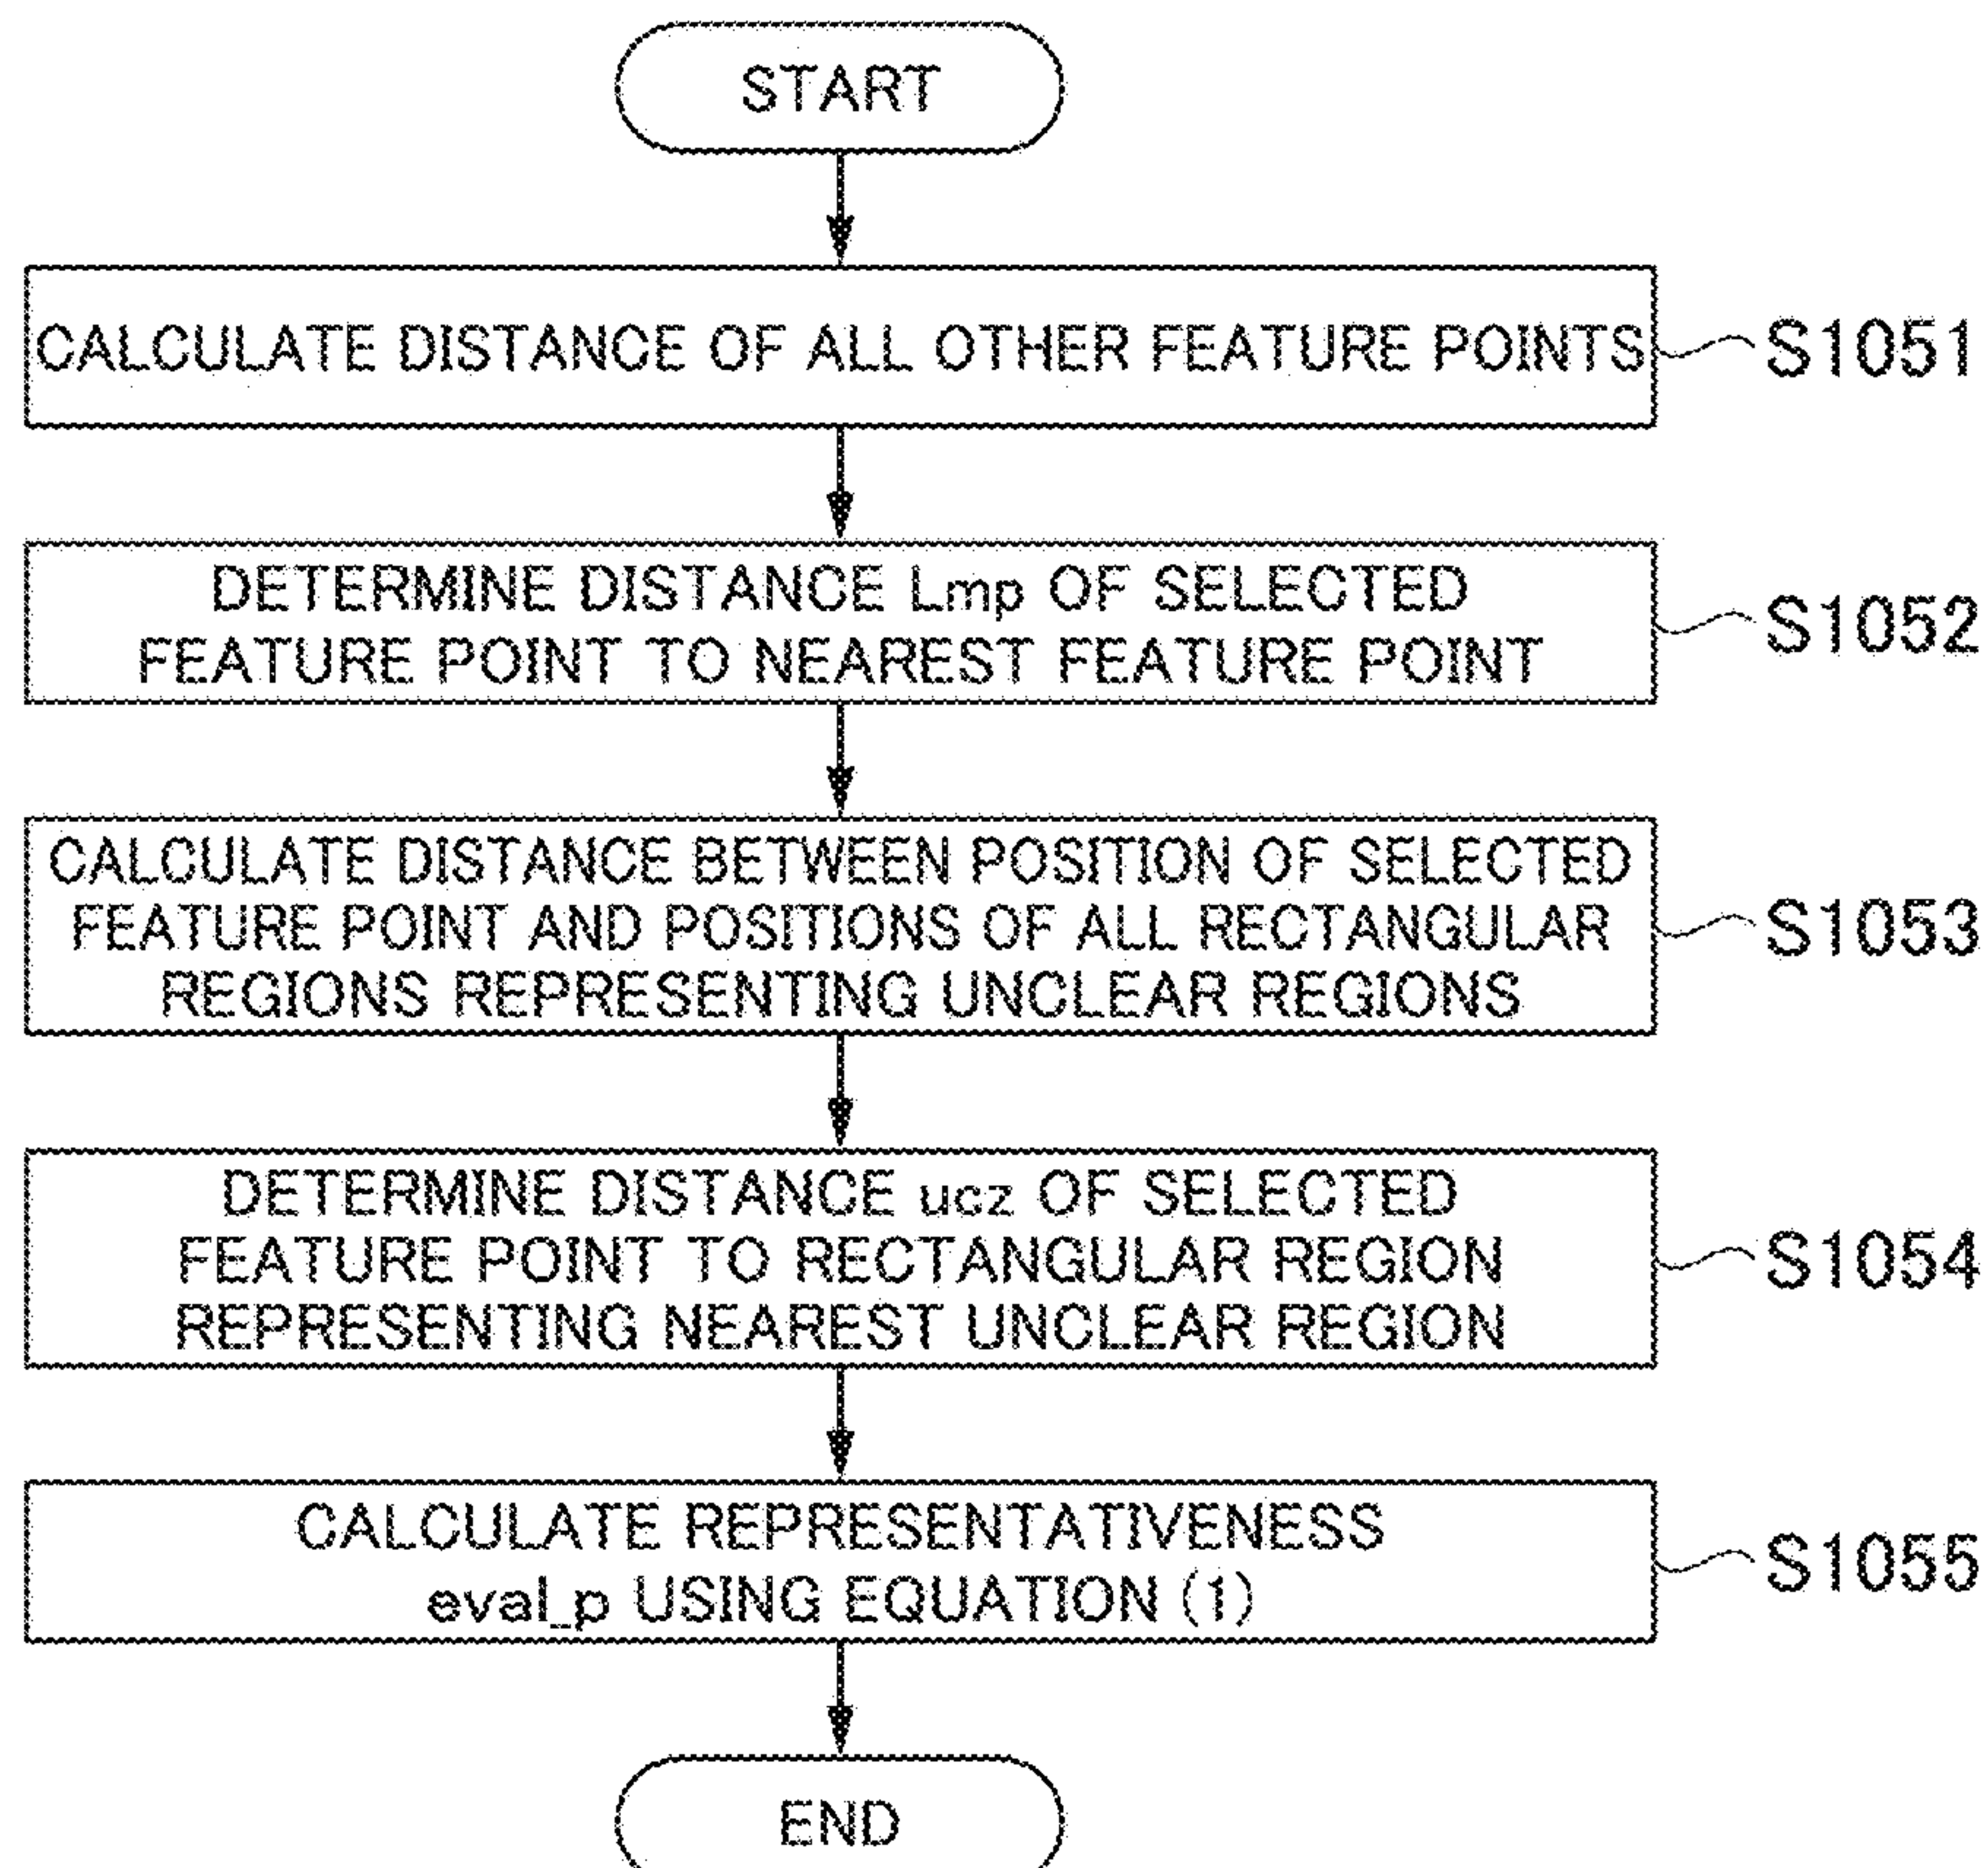 START
CALCULATE DISTANCE OF ALL OTHER FEATURE POINTS
S1051
DETERMINE DISTANCE Lmp OF SELECTED
FEATURE POINT TO NEAREST FEATURE POINT
S1052
CALCULATE DISTANCE BETWEEN POSITION OF SELECTED
FEATURE POINT AND POSITIONS OF ALL RECTANGULAR
REGIONS REPRESENTING UNCLEAR REGIONS
S1053
DETERMINE DISTANCE ucz OF SELECTED
FEATURE POINT TO RECTANGULAR REGION
REPRESENTING NEAREST UNCLEAR REGION
S1054
CALCULATE REPRESENTATIVENESS
eval_p USING EQUATION (1)
S1055
END